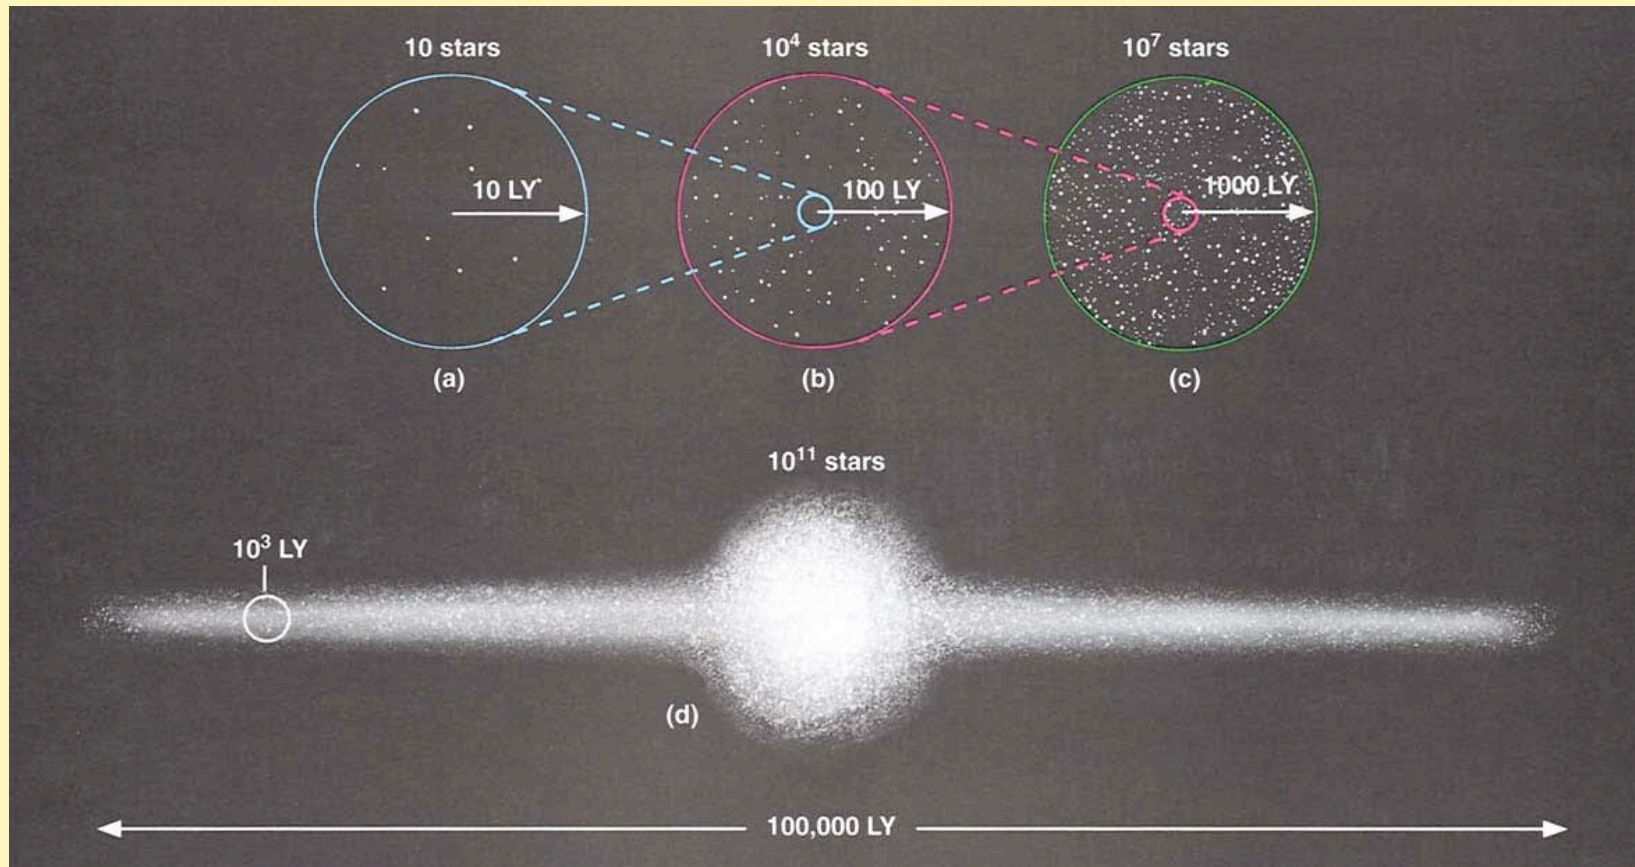 10 stars
10⁴ stars
10⁷ stars
10 LY
100 LY
1000 LY
(a)
(b)
(c)
10¹¹ stars
10³ LY
(d)
100,000 LY